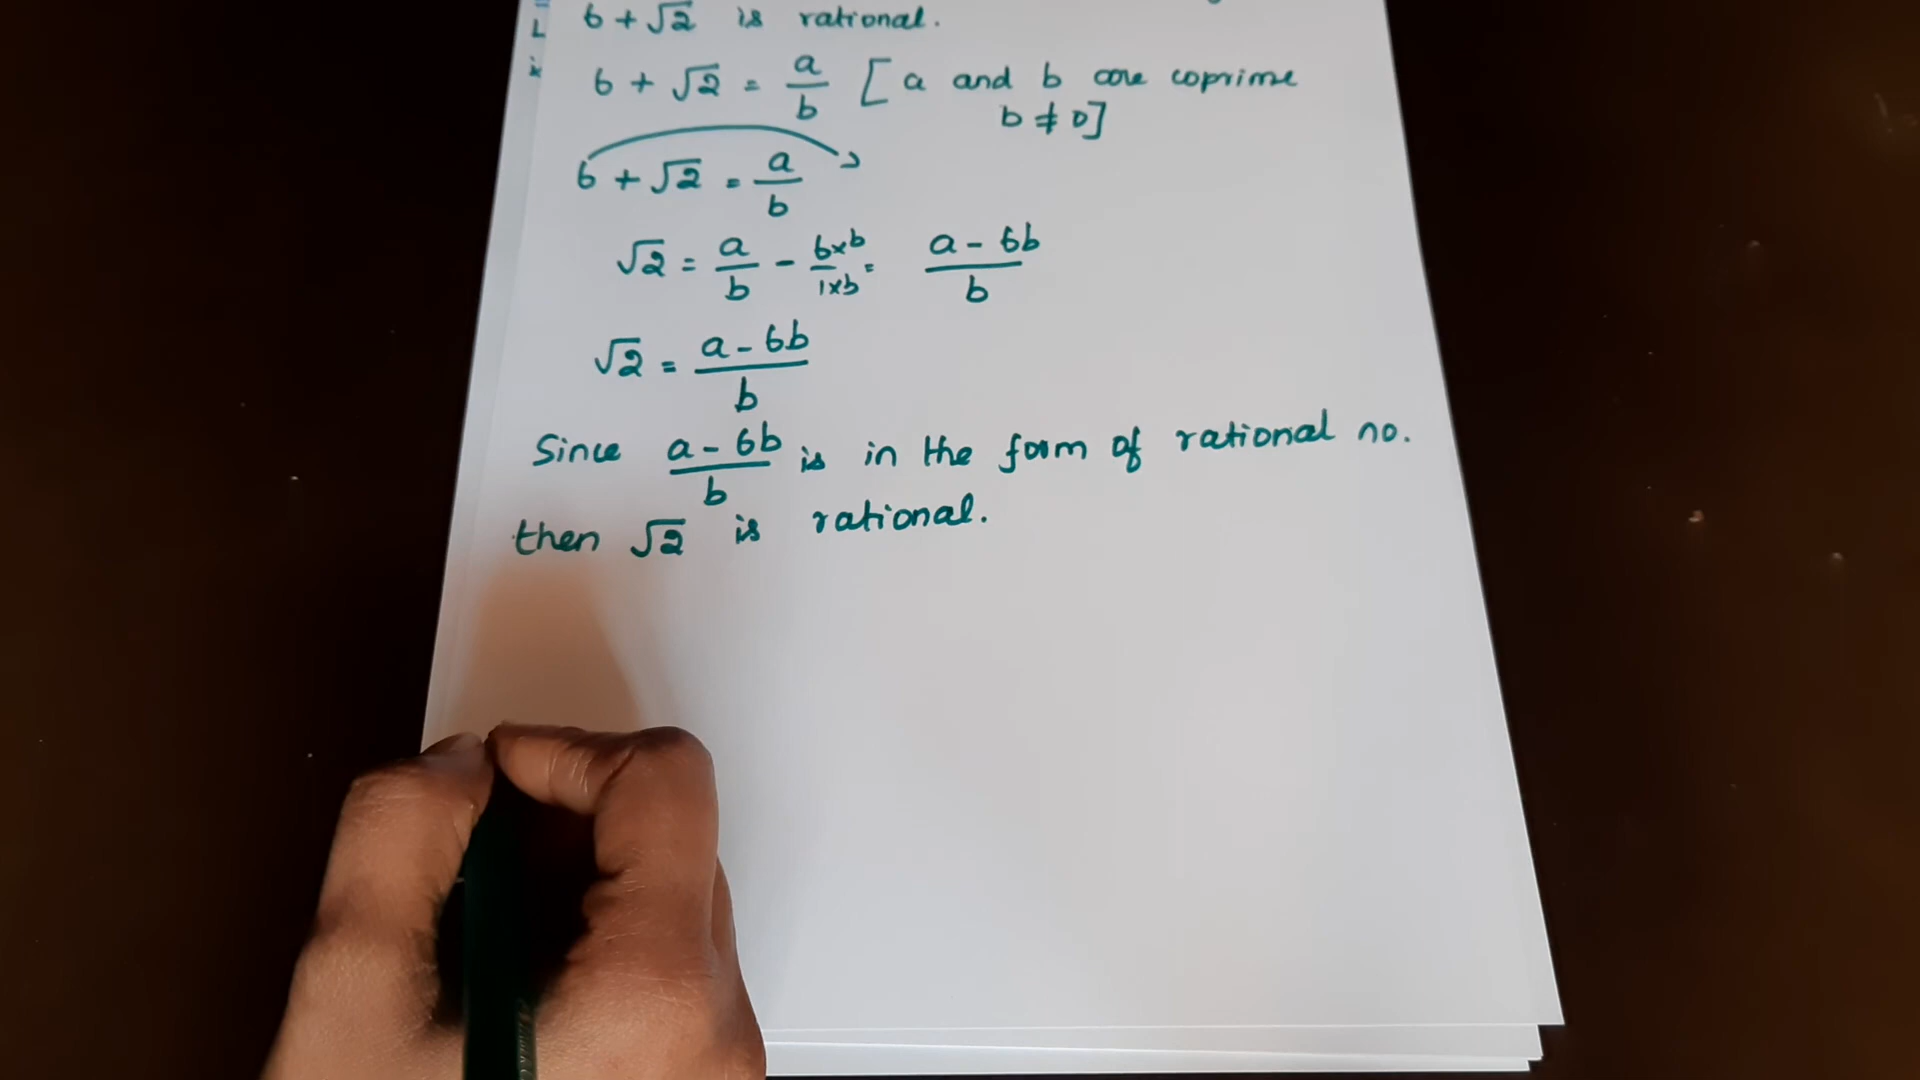 6 + √2 is rational.
6 + √2 = a/b [a and b are coprime
b ≠ 0]
6 + √2 = a/b
√2 = a/b - 6×b/1×b = a - 6b/b
√2 = a - 6b/b
Since a - 6b/b is in the form of rational no.
then √2 is rational.